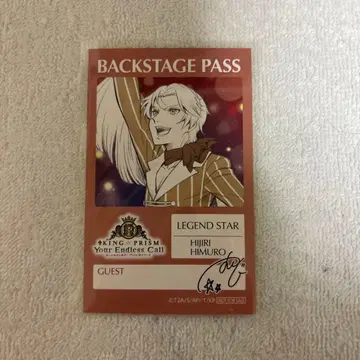 BACKSTAGE PASS
LEGEND STAR
HIJIRI
HIMURO
KING OF PRISM
Your Endless Call
GUEST